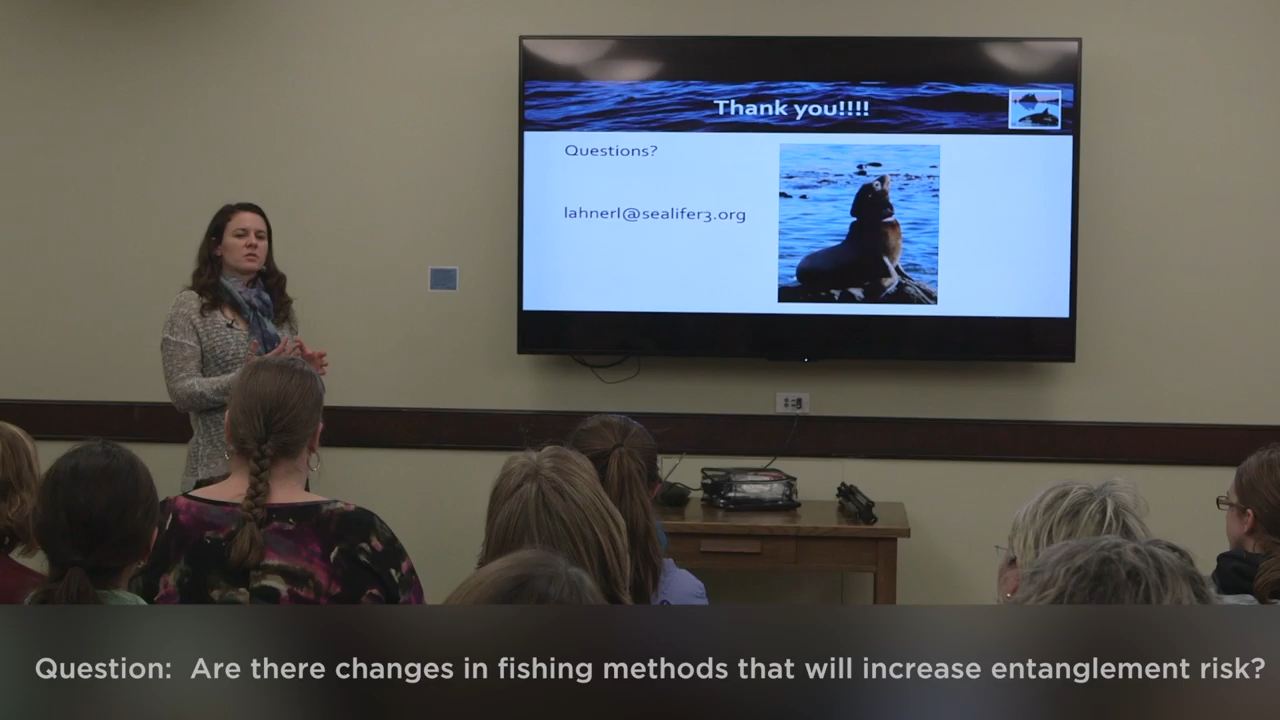 Thank you!!!!
Questions?
lahnerl@sealifer3.org
Question: Are there changes in fishing methods that will increase entanglement risk?